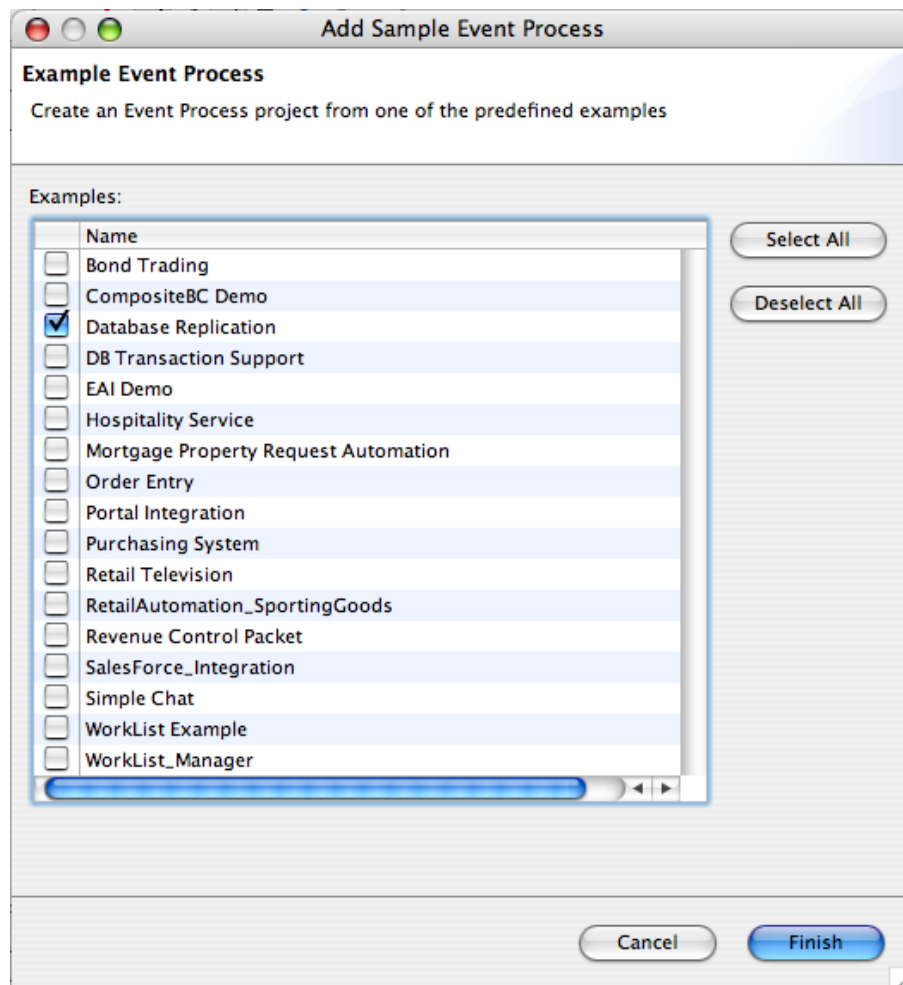 Add Sample Event Process
Example Event Process
Create an Event Process project from one of the predefined examples
Examples:
Name
Select All
Bond Trading
CompositeBC Demo
Deselect All
Database Replication
DB Transaction Support
EAI Demo
Hospitality Service
Mortgage Property Request Automation
Order Entry
Portal Integration
Purchasing System
Retail Television
RetailAutomation_SportingGoods
Revenue Control Packet
SalesForce_Integration
Simple Chat
WorkList Example
WorkList_Manager
Cancel
Finish